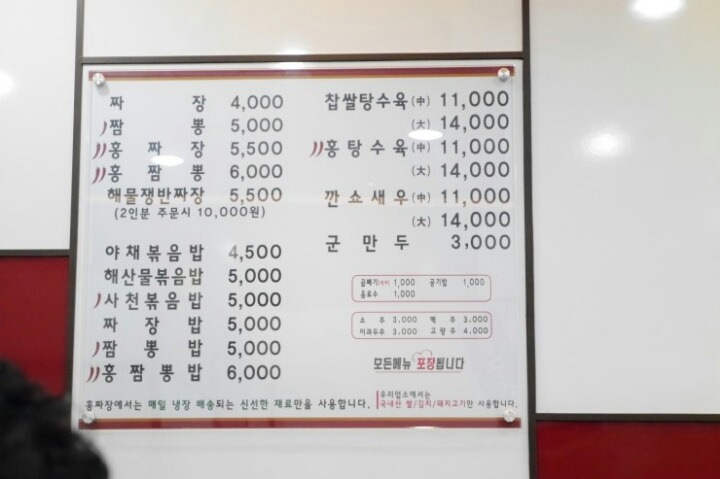 짜장 4,000
짬뽕 5,000
홍짜장 5,500
홍짬뽕 6,000
해물쟁반짜장 5,500
(2인분 주문시 10,000원)
야채볶음밥 4,500
해산물볶음밥 5,000
사천볶음밥 5,000
짜장밥 5,000
짬뽕밥 5,000
홍짬뽕밥 6,000
홍짜장에서는 매일 냉장 배송되는 신선한 재료만을 사용합니다.
찹쌀탕수육(中) 11,000
(大) 14,000
홍탕수육(中) 11,000
(大) 14,000
깐쇼새우(中) 11,000
(大) 14,000
군만두 3,000
곱빼기 1,000 공기밥 1,000
음료수 1,000
소주 3,000 맥주 3,000
이과두주 3,000 고량주 4,000
모든메뉴 포장됩니다
우리업소에서는
국내산 쌀/김치/돼지고기만 사용합니다.